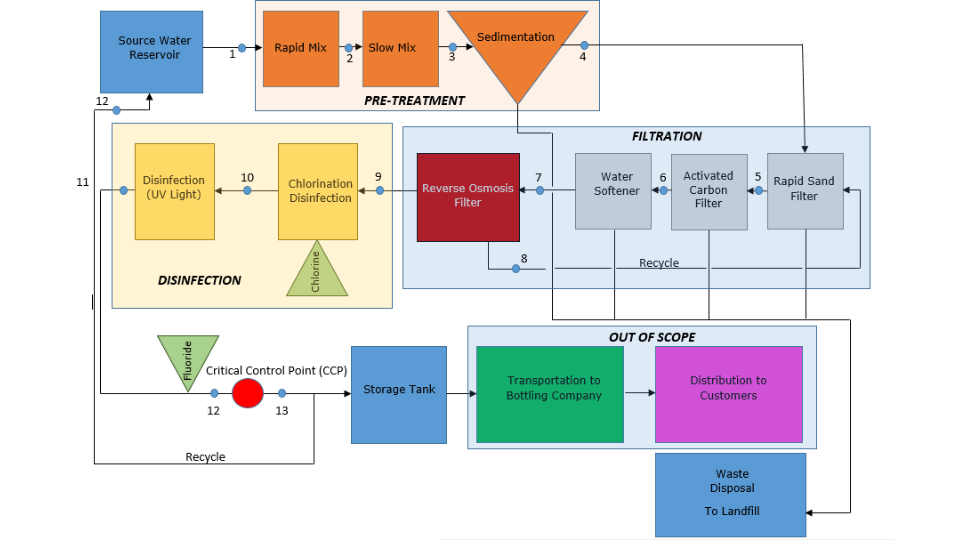 Source Water
Reservoir
1
Rapid Mix
2
Slow Mix
3
Sedimentation
4
PRE-TREATMENT
12
11
Disinfection
(UV Light)
10
Chlorination
Disinfection
9
Chlorine
DISINFECTION
FILTRATION
Reverse Osmosis
Filter
7
Water
Softener
6
Activated
Carbon
Filter
5
Rapid Sand
Filter
8
Recycle
Fluoride
Critical Control Point (CCP)
12
13
Recycle
Storage Tank
OUT OF SCOPE
Transportation to
Bottling Company
Distribution to
Customers
Waste
Disposal
To Landfill